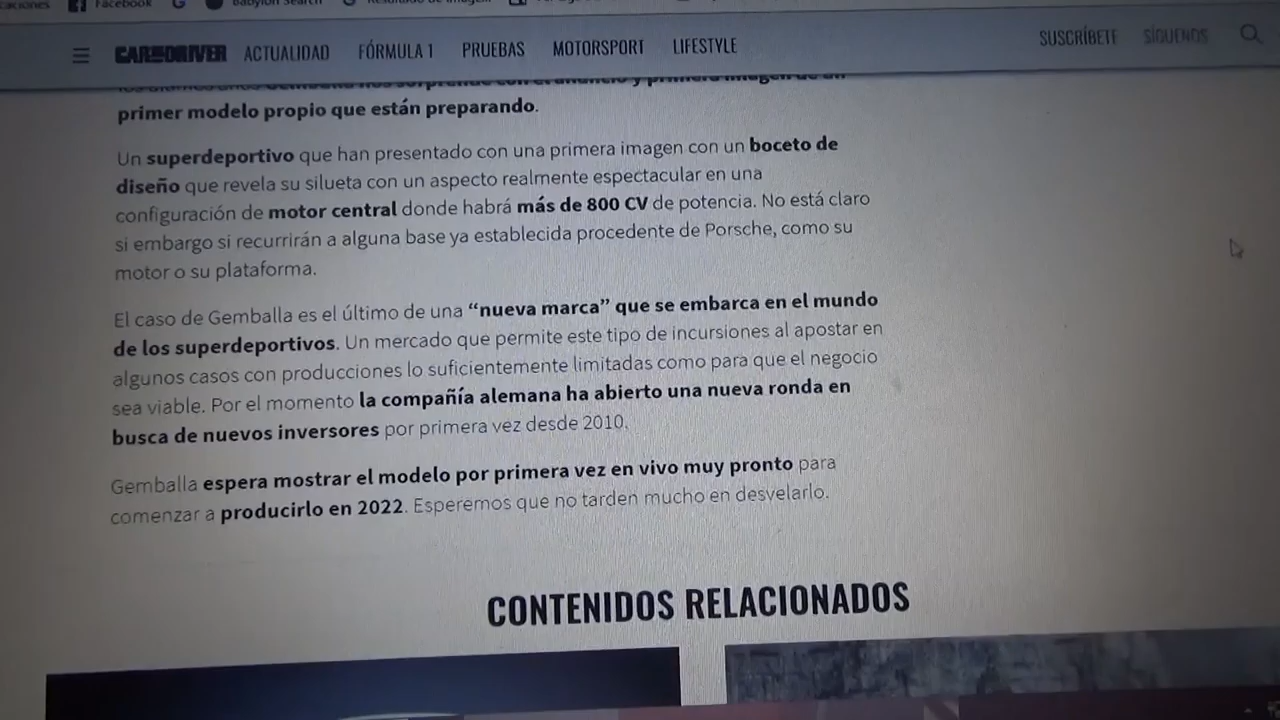 Facebook
Babylon Search
CAR AND DRIVER ACTUALIDAD FÓRMULA 1 PRUEBAS MOTORSPORT LIFESTYLE SUSCRÍBETE SÍGUENOS
primer modelo propio que están preparando.
Un superdeportivo que han presentado con una primera imagen con un boceto de
diseño que revela su silueta con un aspecto realmente espectacular en una
configuración de motor central donde habrá más de 800 CV de potencia. No está claro
si embargo si recurrirán a alguna base ya establecida procedente de Porsche, como su
motor o su plataforma.
El caso de Gemballa es el último de una “nueva marca” que se embarca en el mundo
de los superdeportivos. Un mercado que permite este tipo de incursiones al apostar en
algunos casos con producciones lo suficientemente limitadas como para que el negocio
sea viable. Por el momento la compañía alemana ha abierto una nueva ronda en
busca de nuevos inversores por primera vez desde 2010.
Gemballa espera mostrar el modelo por primera vez en vivo muy pronto para
comenzar a producirlo en 2022. Esperemos que no tarden mucho en desvelarlo.
CONTENIDOS RELACIONADOS